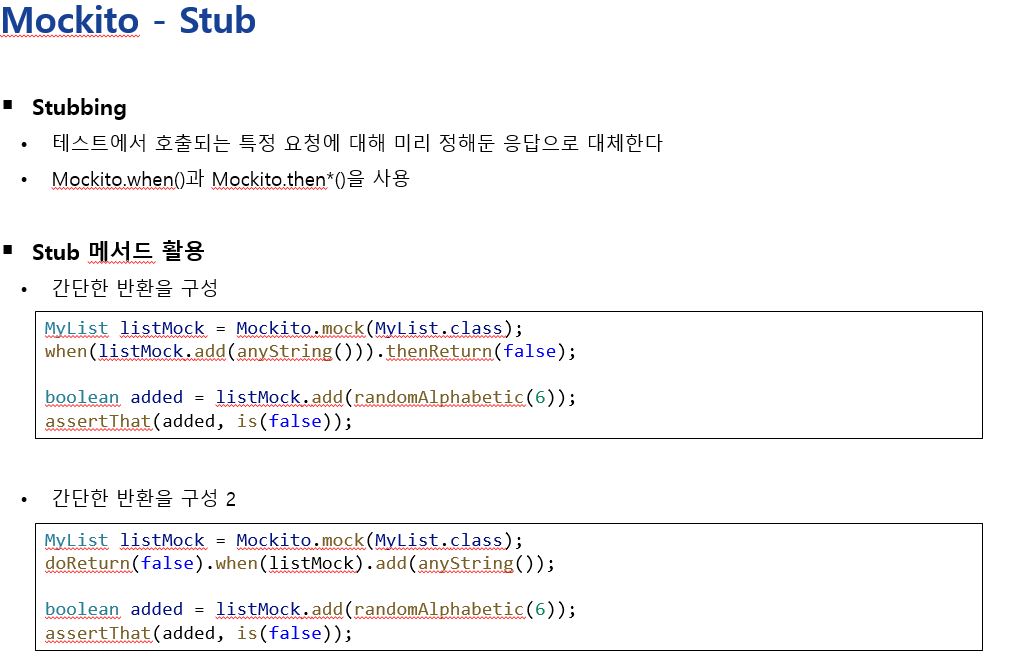 Mockito - Stub
▪ Stubbing
• 테스트에서 호출되는 특정 요청에 대해 미리 정해둔 응답으로 대체한다
• Mockito.when()과 Mockito.then*()을 사용
▪ Stub 메서드 활용
• 간단한 반환을 구성
MyList listMock = Mockito.mock(MyList.class);
when(listMock.add(anyString())).thenReturn(false);
boolean added = listMock.add(randomAlphabetic(6));
assertThat(added, is(false));
• 간단한 반환을 구성 2
MyList listMock = Mockito.mock(MyList.class);
doReturn(false).when(listMock).add(anyString());
boolean added = listMock.add(randomAlphabetic(6));
assertThat(added, is(false));